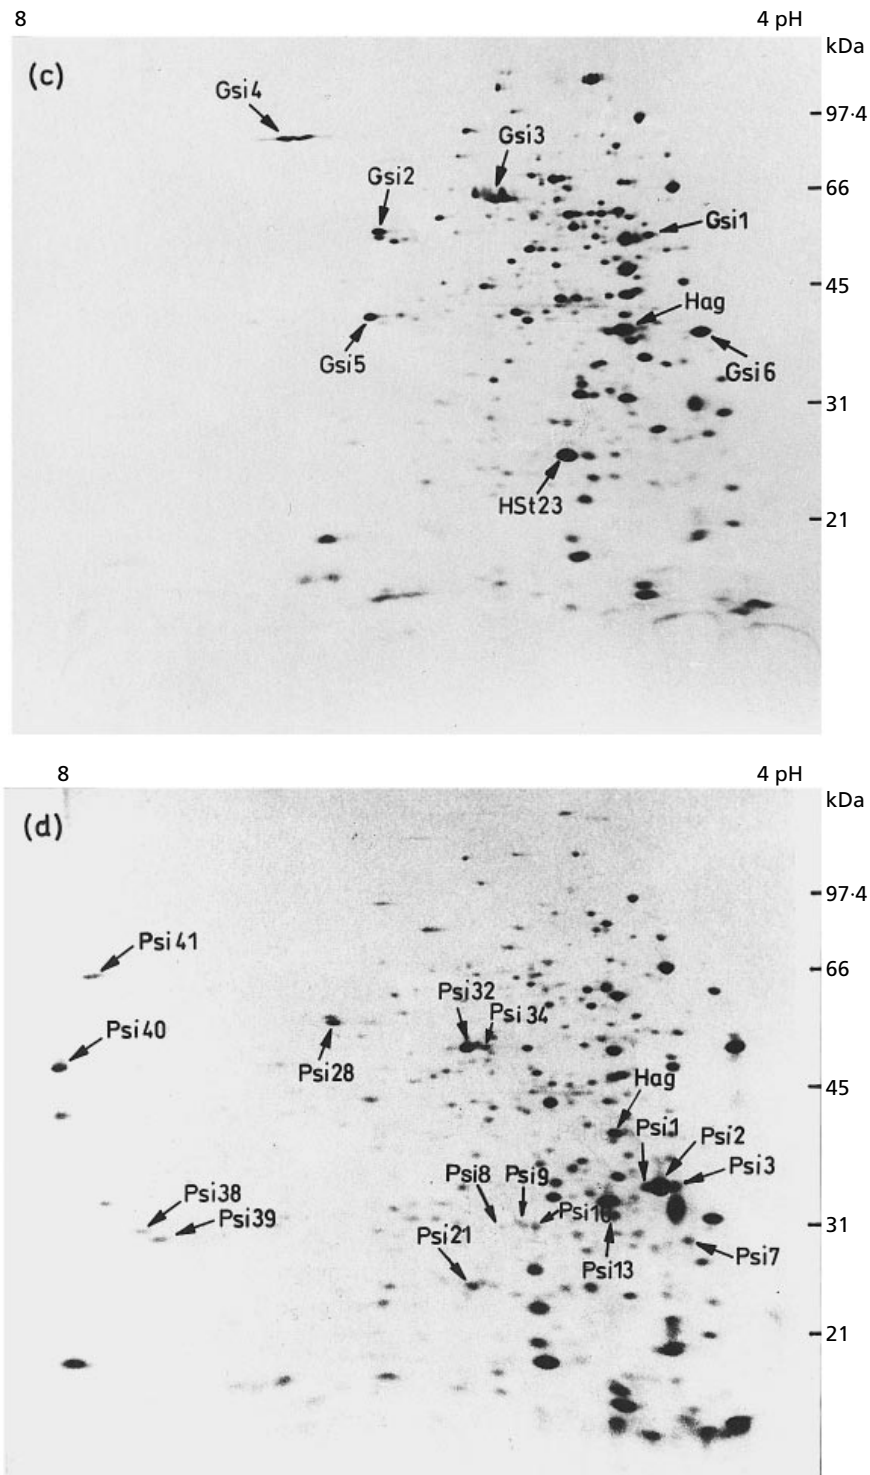 8 4 pH
kDa
(c)
Gsi4
97·4
Gsi3
Gsi2
66
Gsi1
45
Hag
Gsi5
Gsi6
31
HSt23
21
8 4 pH
kDa
(d)
97·4
Psi41
66
Psi32
Psi34
Psi40
Psi28
Hag
45
Psi1
Psi2
Psi3
Psi8
Psi9
Psi38
Psi39
31
Psi21
Psi7
Psi13
21